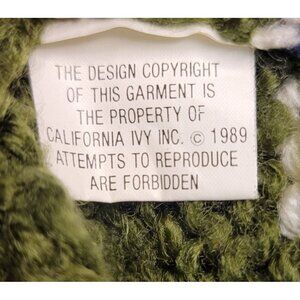 THE DESIGN COPYRIGHT
OF THIS GARMENT IS
THE PROPERTY OF
CALIFORNIA IVY INC. © 1989
ATTEMPTS TO REPRODUCE
ARE FORBIDDEN